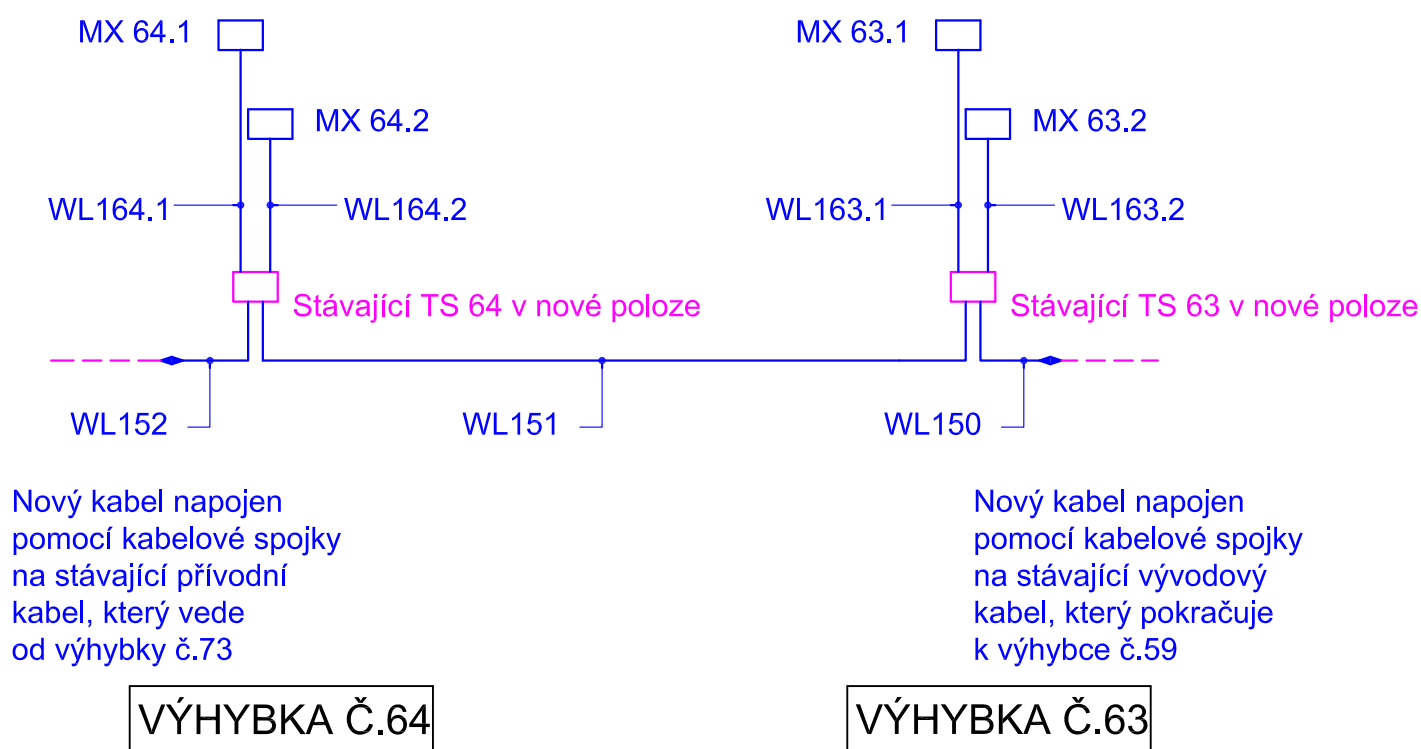 MX 64.1
MX 63.1
MX 64.2
MX 63.2
WL164.1
WL164.2
WL163.1
WL163.2
Stávající TS 64 v nové poloze
Stávající TS 63 v nové poloze
WL152
WL151
WL150
Nový kabel napojen
pomocí kabelové spojky
na stávající přívodní
kabel, který vede
od výhybky č.73
Nový kabel napojen
pomocí kabelové spojky
na stávající vývodový
kabel, který pokračuje
k výhybce č.59
VÝHYBKA Č.64
VÝHYBKA Č.63